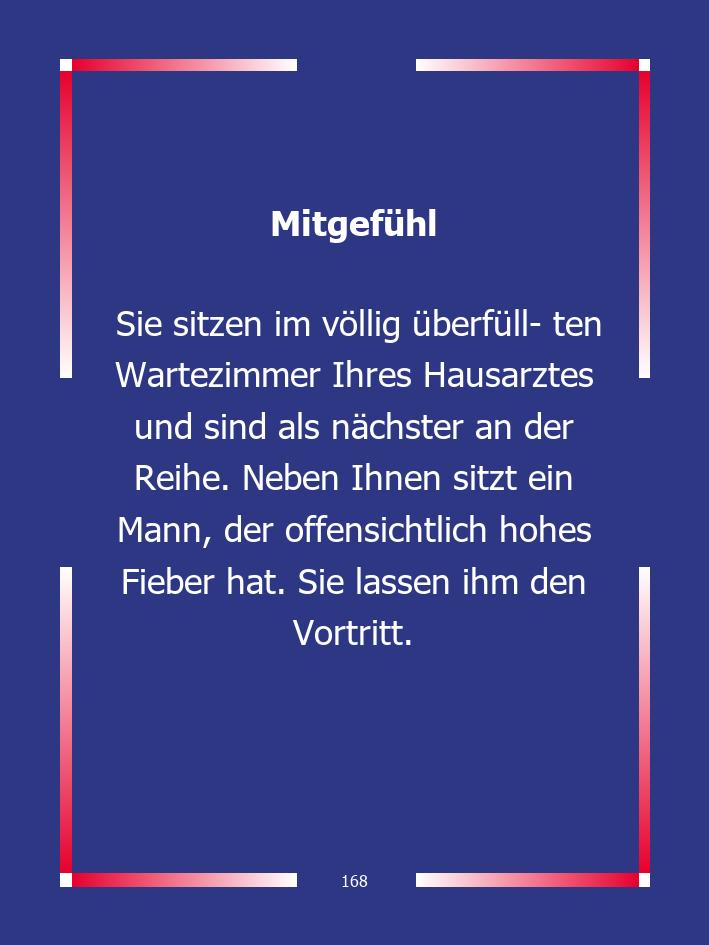 Mitgefühl
Sie sitzen im völlig überfüll- ten
Wartezimmer Ihres Hausarztes
und sind als nächster an der
Reihe. Neben Ihnen sitzt ein
Mann, der offensichtlich hohes
Fieber hat. Sie lassen ihm den
Vortritt.
168